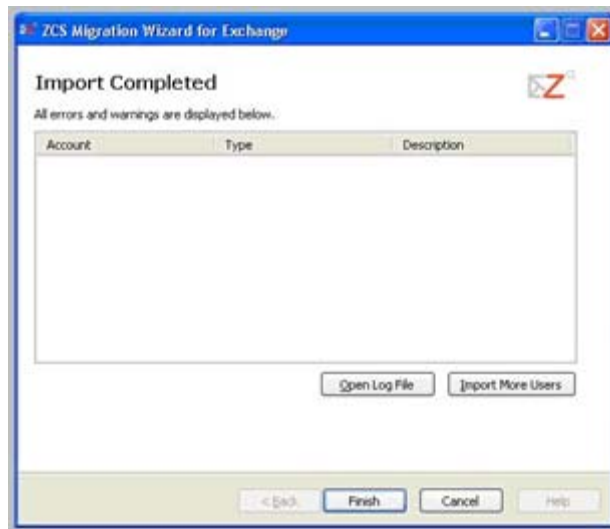 ZCS Migration Wizard for Exchange
Import Completed
Z
All errors and warnings are displayed below.
Account Type Description
Open Log File Import More Users
< Back Finish Cancel Help